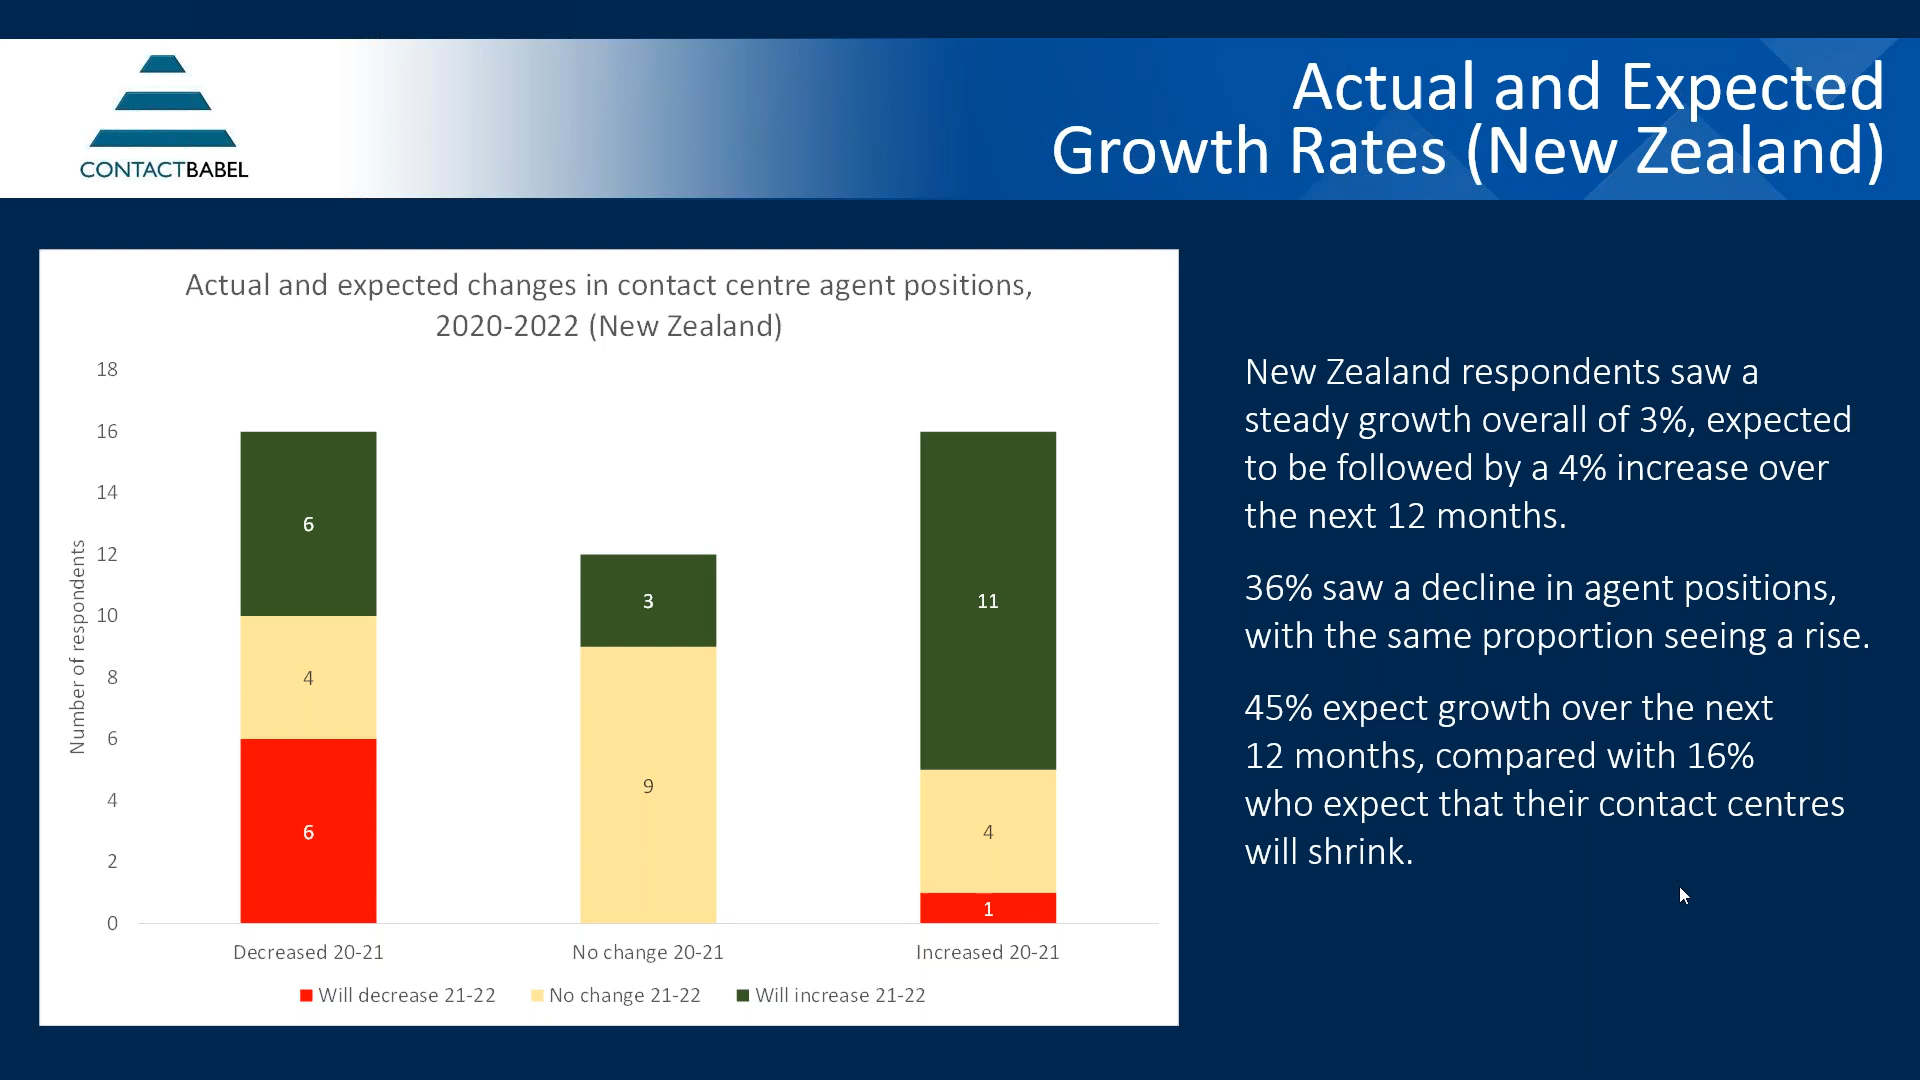 CONTACTBABEL
Actual and Expected
Growth Rates (New Zealand)
Actual and expected changes in contact centre agent positions,
2020-2022 (New Zealand)
Number of respondents
18
16
14
12
10
8
6
4
2
0
6
4
6
3
9
11
4
1
Decreased 20-21
No change 20-21
Increased 20-21
Will decrease 21-22
No change 21-22
Will increase 21-22
New Zealand respondents saw a
steady growth overall of 3%, expected
to be followed by a 4% increase over
the next 12 months.
36% saw a decline in agent positions,
with the same proportion seeing a rise.
45% expect growth over the next
12 months, compared with 16%
who expect that their contact centres
will shrink.